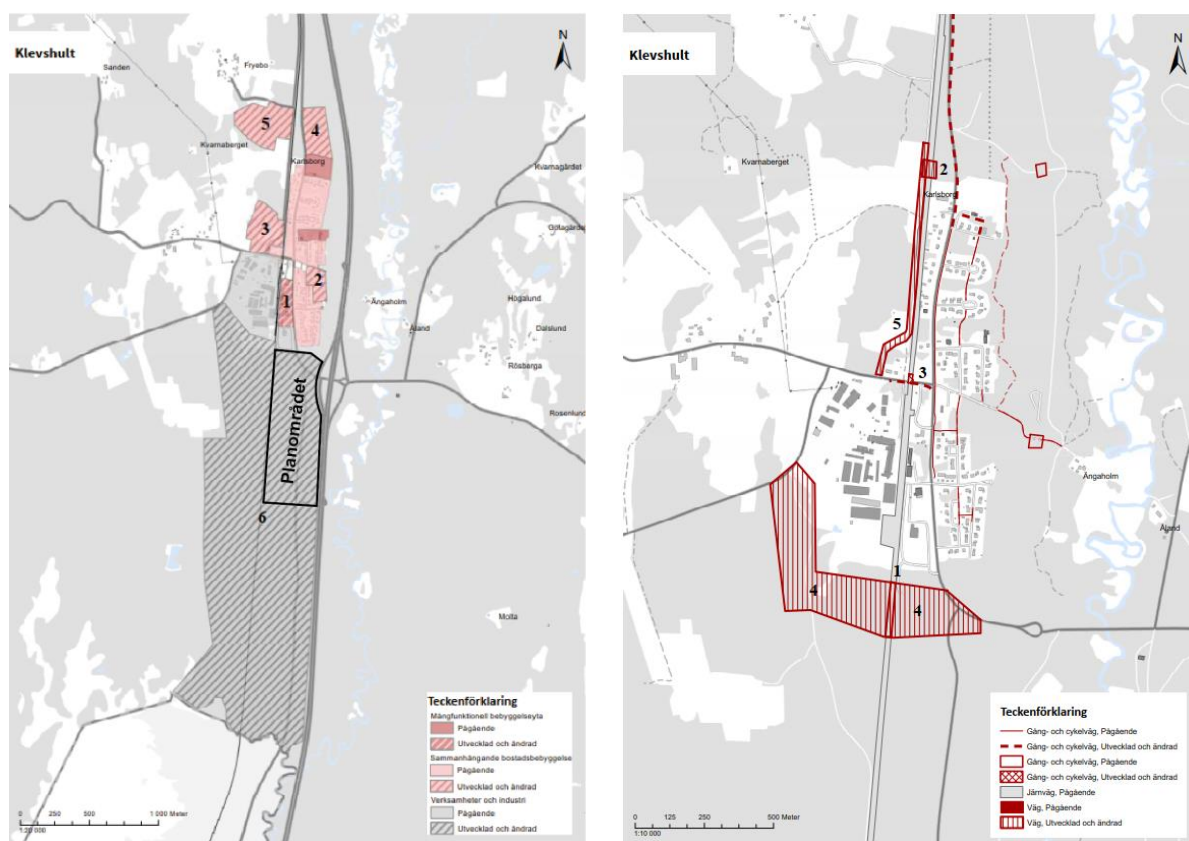 Klevshult
N
Sanden
Fryebo
5
4
Kvarnaberget
Karlsborg
Kvarnagärdet
3
Götagärdet
2
1
Ängaholm
Åland
Högalund
Dalslund
Rösberga
Rosenlund
Planområdet
6
Molla
Teckenförklaring
Mångfunktionell bebyggelseyta
Pågående
Utvecklad och ändrad
Sammanhängande bostadsbebyggelse
Pågående
Utvecklad och ändrad
Verksamheter och industri
Pågående
Utvecklad och ändrad
0 500 1 000 Meter
1:20 000
Klevshult
N
Kvarnaberget
2
Karlsborg
5
3
Ängaholm
Åland
1
4
4
Teckenförklaring
Gång- och cykelväg, Pågående
Gång- och cykelväg, Utvecklad och ändrad
Gång- och cykelväg, Pågående
Gång- och cykelväg, Utvecklad och ändrad
Järnväg, Pågående
Väg, Pågående
Väg, Utvecklad och ändrad
0 250 500 Meter
1:10 000